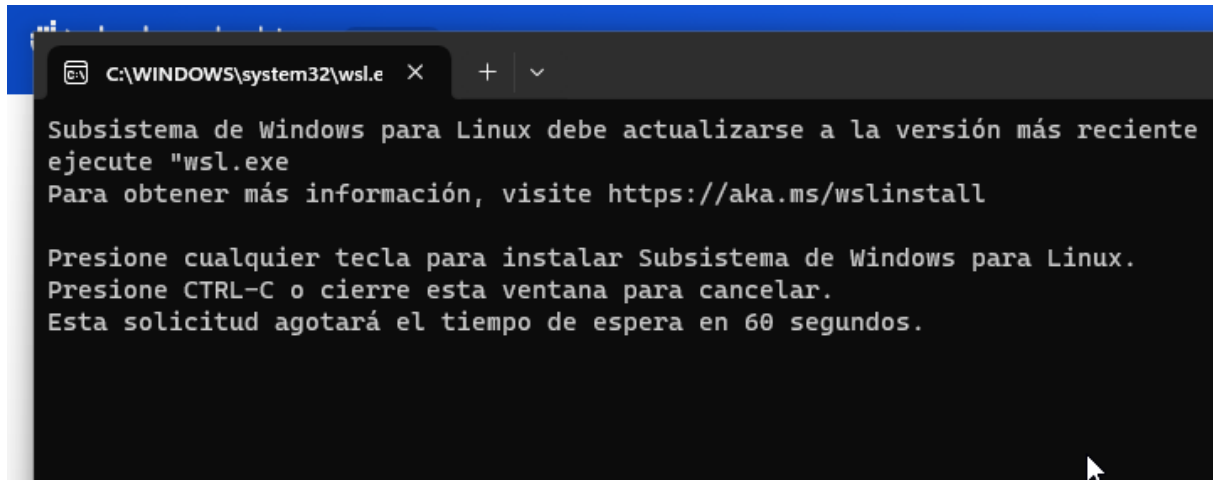 C:\WINDOWS\system32\wsl.e
Subsistema de Windows para Linux debe actualizarse a la versión más reciente
ejecute "wsl.exe
Para obtener más información, visite https://aka.ms/wslinstall
Presione cualquier tecla para instalar Subsistema de Windows para Linux.
Presione CTRL-C o cierre esta ventana para cancelar.
Esta solicitud agotará el tiempo de espera en 60 segundos.